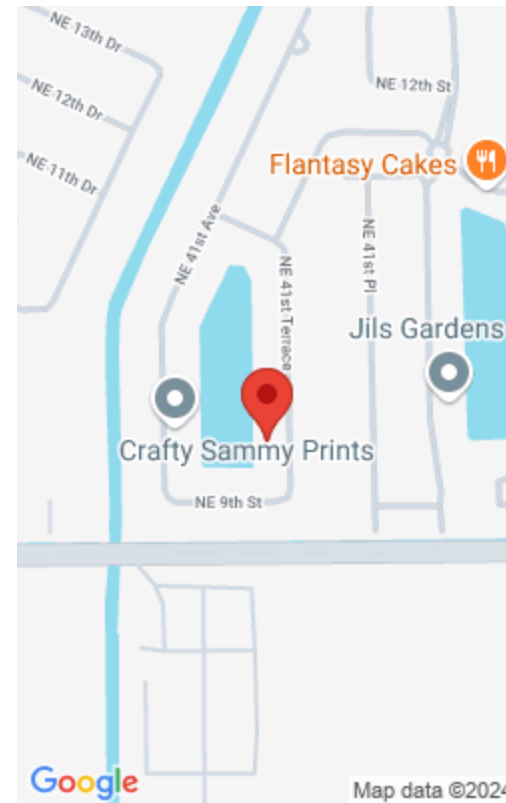 NE 13th Dr
NE 12th Dr
NE 12th St
NE 11th Dr
Flantasy Cakes
NE 41st Ave
NE 41st Pl
NE 41st Terrace
Jils Gardens
Crafty Sammy Prints
NE 9th St
Google
Map data ©2024